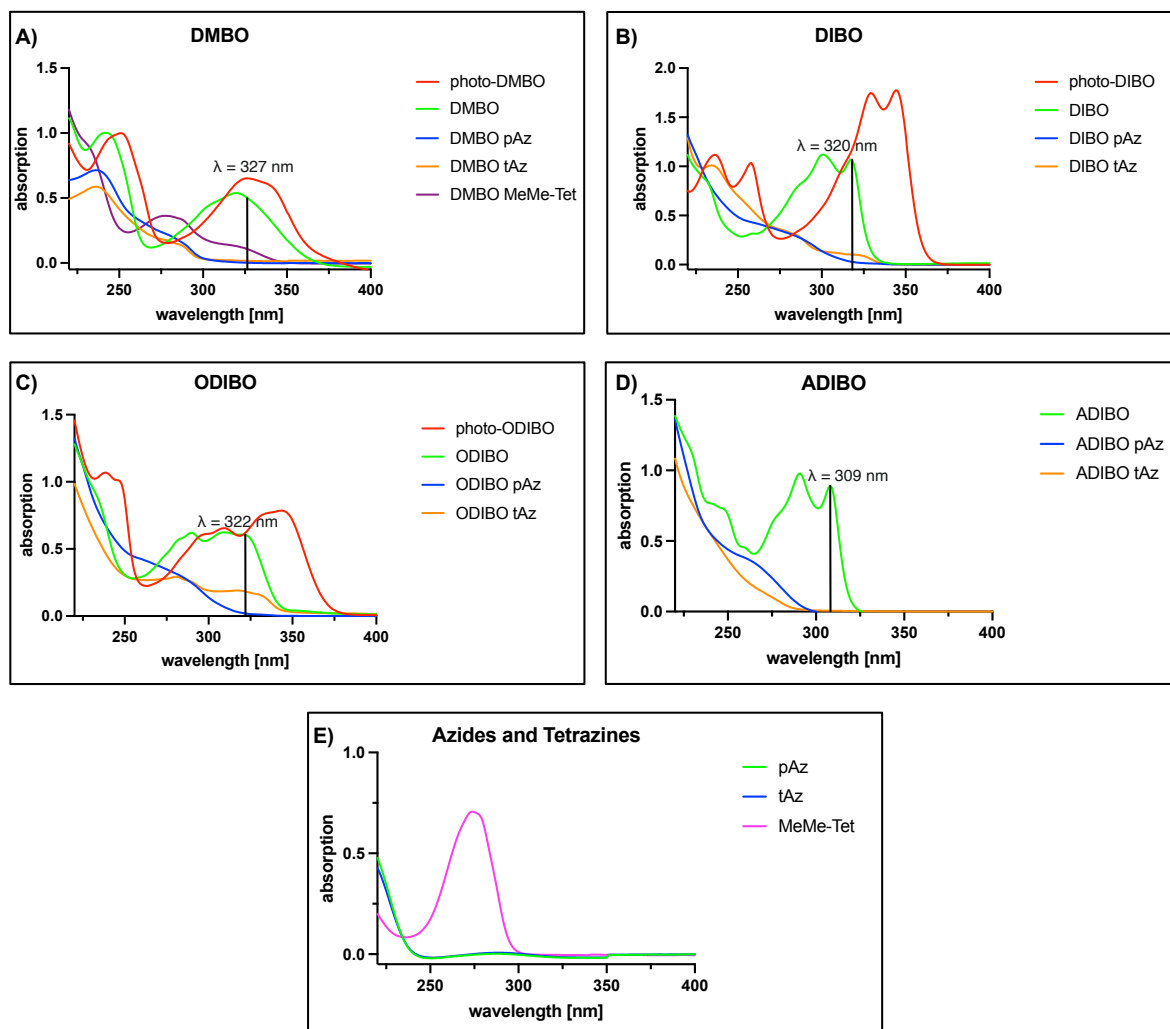 A)
DMBO
1.5
1.0
0.5
0.0
absorption
250
300
350
400
wavelength [nm]
λ = 327 nm
photo-DMBO
DMBO
DMBO pAz
DMBO tAz
DMBO MeMe-Tet
B)
DIBO
2.0
1.5
1.0
0.5
0.0
absorption
250
300
350
400
wavelength [nm]
λ = 320 nm
photo-DIBO
DIBO
DIBO pAz
DIBO tAz
C)
ODIBO
1.5
1.0
0.5
0.0
absorption
250
300
350
400
wavelength [nm]
λ = 322 nm
photo-ODIBO
ODIBO
ODIBO pAz
ODIBO tAz
D)
ADIBO
1.5
1.0
0.5
0.0
absorption
250
300
350
400
wavelength [nm]
λ = 309 nm
ADIBO
ADIBO pAz
ADIBO tAz
E)
Azides and Tetrazines
1.0
0.5
0.0
absorption
250
300
350
400
wavelength [nm]
pAz
tAz
MeMe-Tet